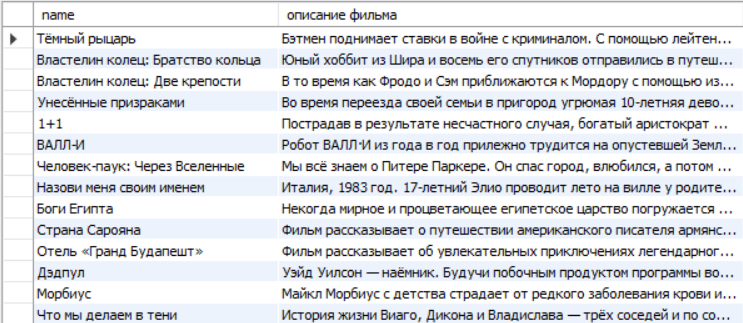 name описание фильма
Тёмный рыцарь Бэтмен поднимает ставки в войне с криминалом. С помощью лейтен...
Властелин колец: Братство кольца Юный хоббит из Шира и восемь его спутников отправились в путеш...
Властелин колец: Две крепости В то время как Фродо и Сэм приближаются к Мордору с помощью из...
Унесённые призраками Во время переезда своей семьи в пригород угрюмая 10-летняя дево...
1+1 Пострадав в результате несчастного случая, богатый аристократ ...
ВАЛЛ·И Робот ВАЛЛ·И из года в год прилежно трудится на опустевшей Земл...
Человек-паук: Через Вселенные Мы всё знаем о Питере Паркере. Он спас город, влюбился, а потом ...
Назови меня своим именем Италия, 1983 год. 17-летний Элио проводит лето на вилле у родите...
Боги Египта Некогда мирное и процветающее египетское царство погружается ...
Страна Сарояна Фильм рассказывает о путешествии американского писателя армянс...
Отель «Гранд Будапешт» Фильм рассказывает об увлекательных приключениях легендарног...
Дэдпул Уэйд Уилсон — наёмник. Будучи побочным продуктом программы во...
Морбиус Майкл Морбиус с детства страдает от редкого заболевания крови и...
Что мы делаем в тени История жизни Виаго, Дикона и Владислава — трёх соседей и по со...